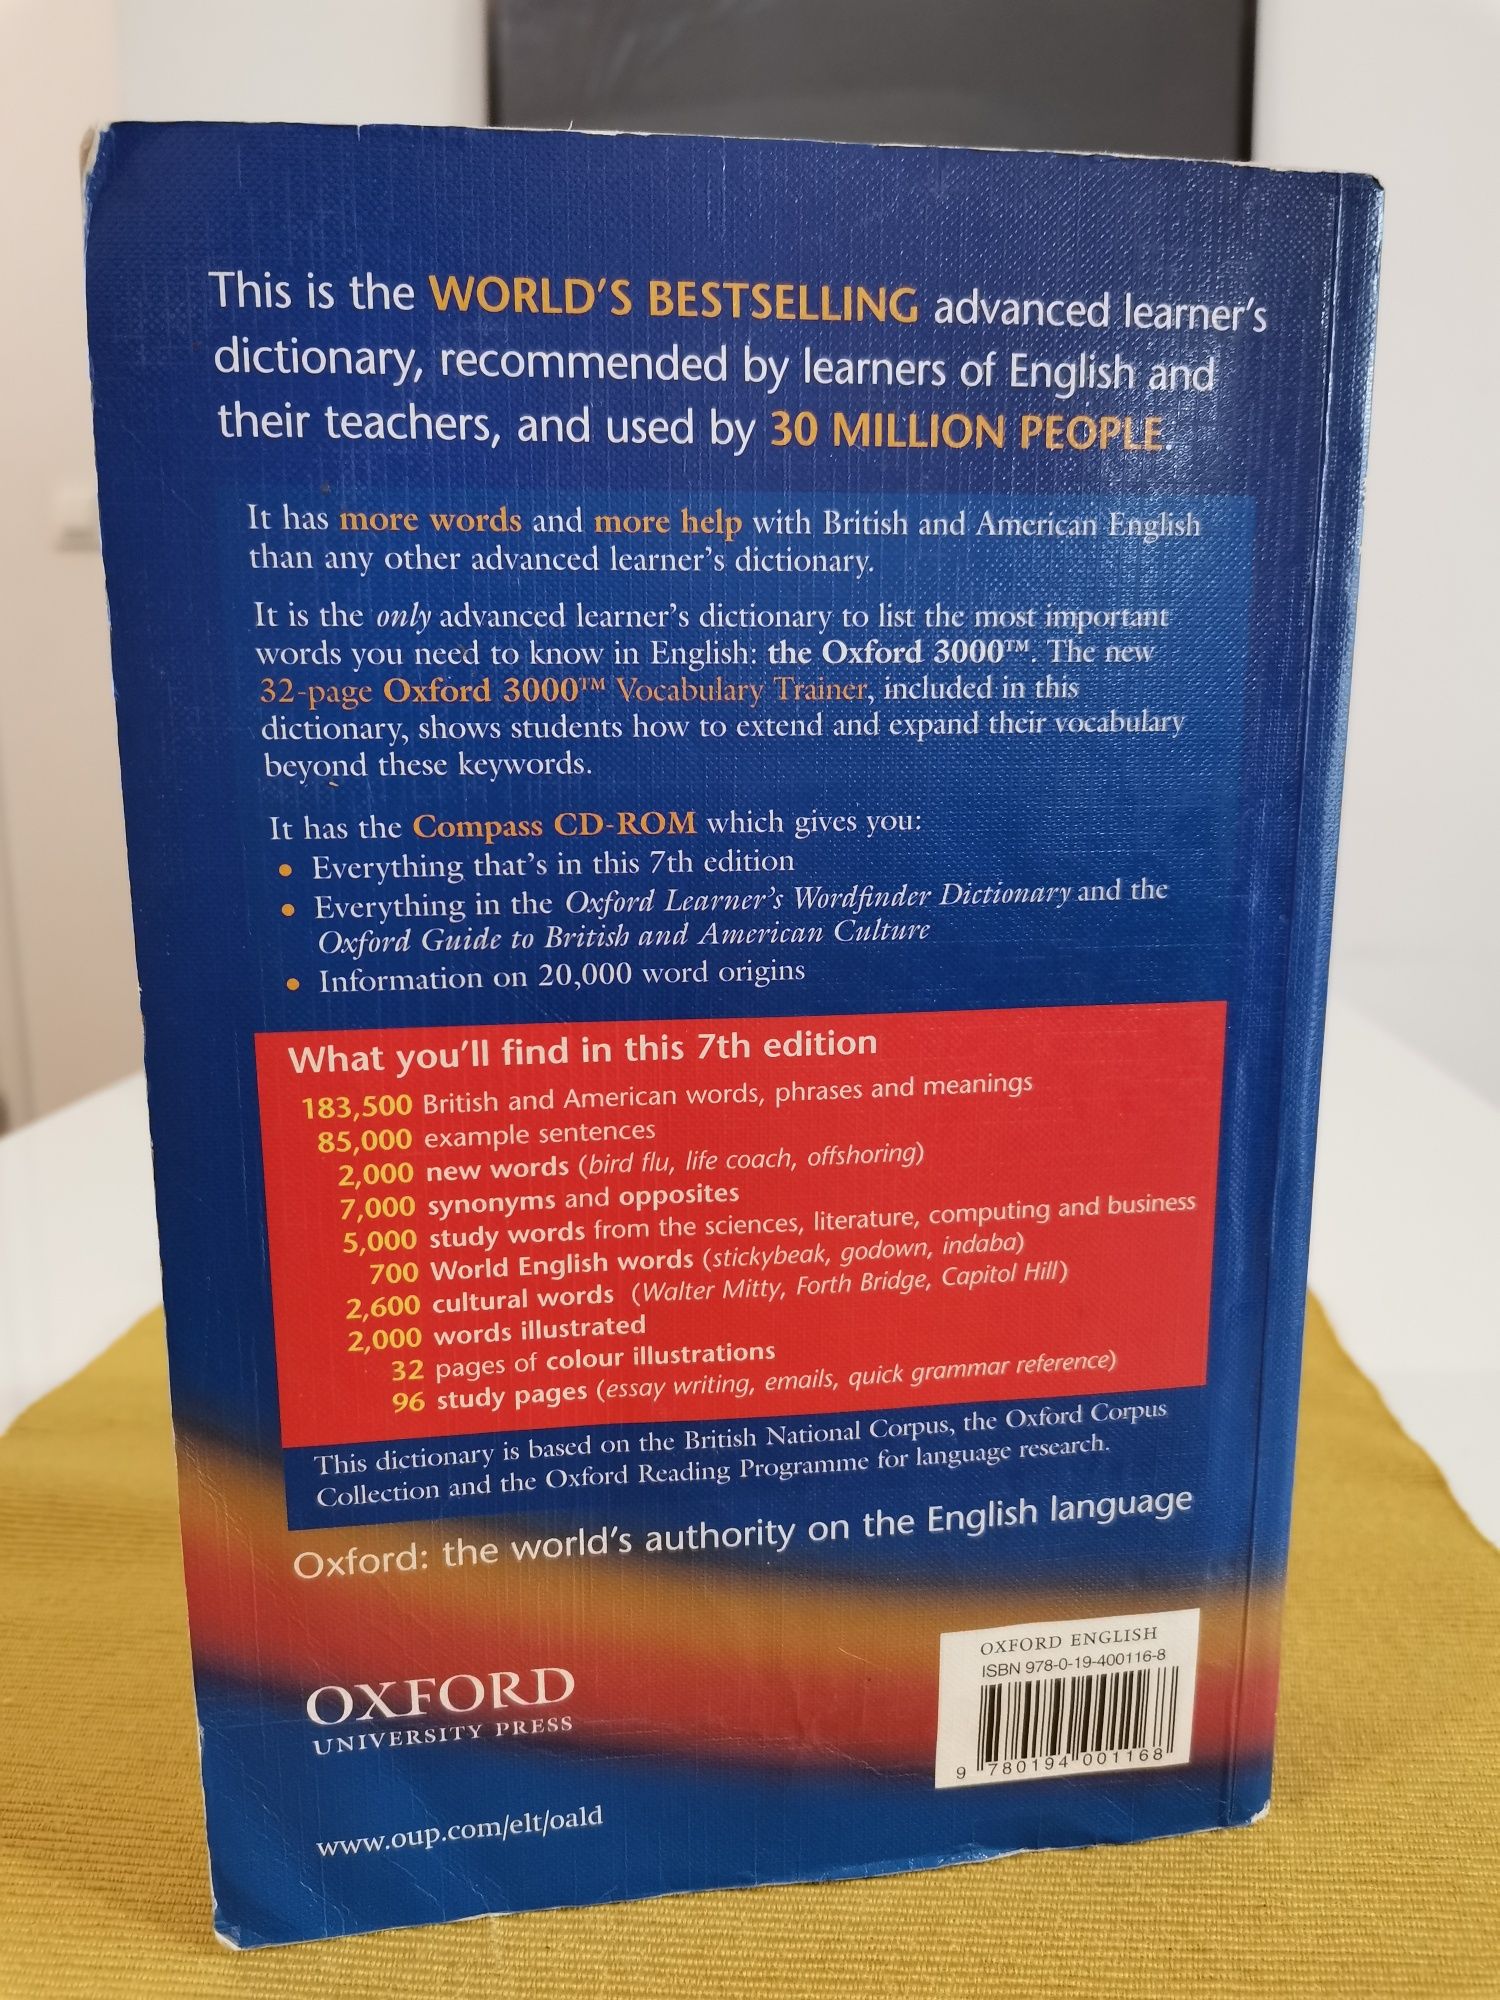 This is the WORLD'S BESTSELLING advanced learner's
dictionary, recommended by learners of English and
their teachers, and used by 30 MILLION PEOPLE.
It has more words and more help with British and American English
than any other advanced learner's dictionary.
It is the only advanced learner's dictionary to list the most important
words you need to know in English: the Oxford 3000™. The new
32-page Oxford 3000™ Vocabulary Trainer, included in this
dictionary, shows students how to extend and expand their vocabulary
beyond these keywords.
It has the Compass CD-ROM which gives you:
• Everything that's in this 7th edition
• Everything in the Oxford Learner's Wordfinder Dictionary and the
Oxford Guide to British and American Culture
• Information on 20,000 word origins
What you'll find in this 7th edition
183,500 British and American words, phrases and meanings
85,000 example sentences
2,000 new words (bird flu, life coach, offshoring)
7,000 synonyms and opposites
5,000 study words from the sciences, literature, computing and business
700 World English words (stickybeak, godown, indaba)
2,600 cultural words (Walter Mitty, Forth Bridge, Capitol Hill)
2,000 words illustrated
32 pages of colour illustrations
96 study pages (essay writing, emails, quick grammar reference)
This dictionary is based on the British National Corpus, the Oxford Corpus
Collection and the Oxford Reading Programme for language research.
Oxford: the world's authority on the English language
OXFORD
UNIVERSITY PRESS
www.oup.com/elt/oald
OXFORD ENGLISH
ISBN 978-0-19-400116-8
9 780194 001168